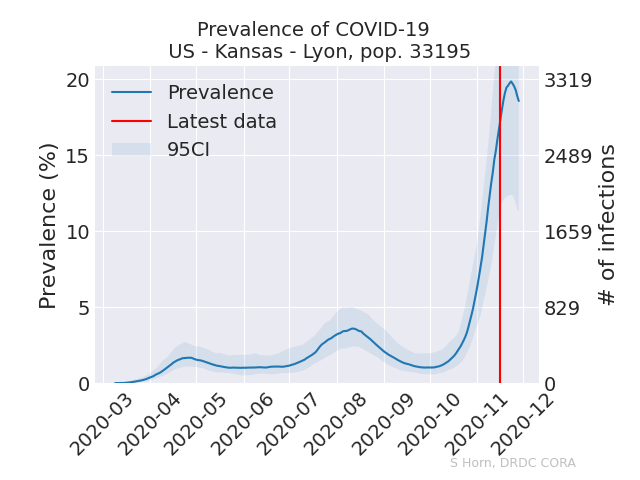 Prevalence of COVID-19
US - Kansas - Lyon, pop. 33195
Prevalence
Latest data
95CI
Prevalence (%)
20
15
10
5
0
3319
2489
1659
829
0
# of infections
2020-03
2020-04
2020-05
2020-06
2020-07
2020-08
2020-09
2020-10
2020-11
2020-12
S Horn, DRDC CORA